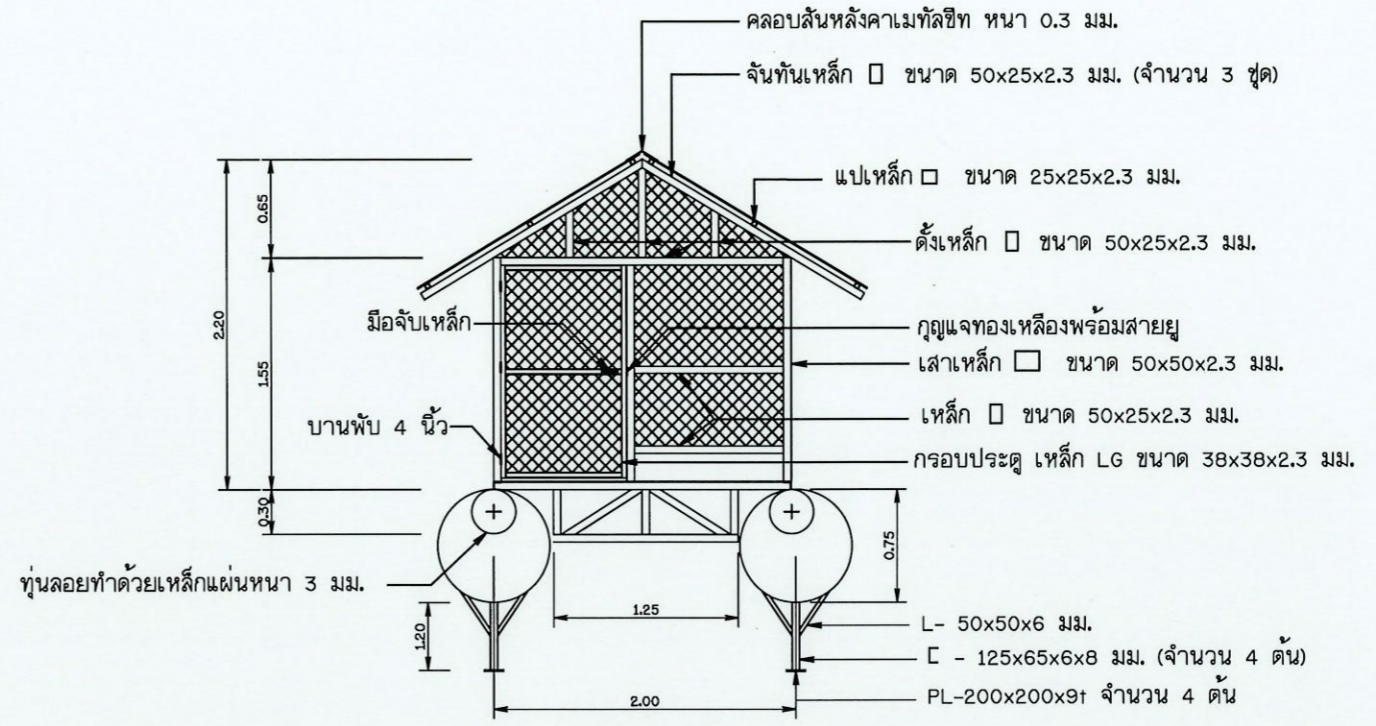 คลอบสันหลังคาเมทัลชีท หนา 0.3 มม.
จันทันเหล็ก ขนาด 50x25x2.3 มม. (จำนวน 3 ชุด)
แปเหล็ก ขนาด 25x25x2.3 มม.
ดั้งเหล็ก ขนาด 50x25x2.3 มม.
0.65
2.20
1.55
มือจับเหล็ก
กุญแจทองเหลืองพร้อมสายยู
เสาเหล็ก ขนาด 50x50x2.3 มม.
เหล็ก ขนาด 50x25x2.3 มม.
บานพับ 4 นิ้ว
กรอบประตู เหล็ก LG ขนาด 38x38x2.3 มม.
0.30
0.75
ทุ่นลอยทำด้วยเหล็กแผ่นหนา 3 มม.
1.25
1.20
L- 50x50x6 มม.
[ - 125x65x6x8 มม. (จำนวน 4 ต้น)
PL-200x200x9t จำนวน 4 ต้น
2.00